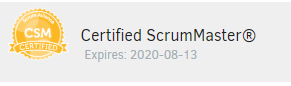 CSM
CERTIFIED
Certified ScrumMaster®
Expires: 2020-08-13